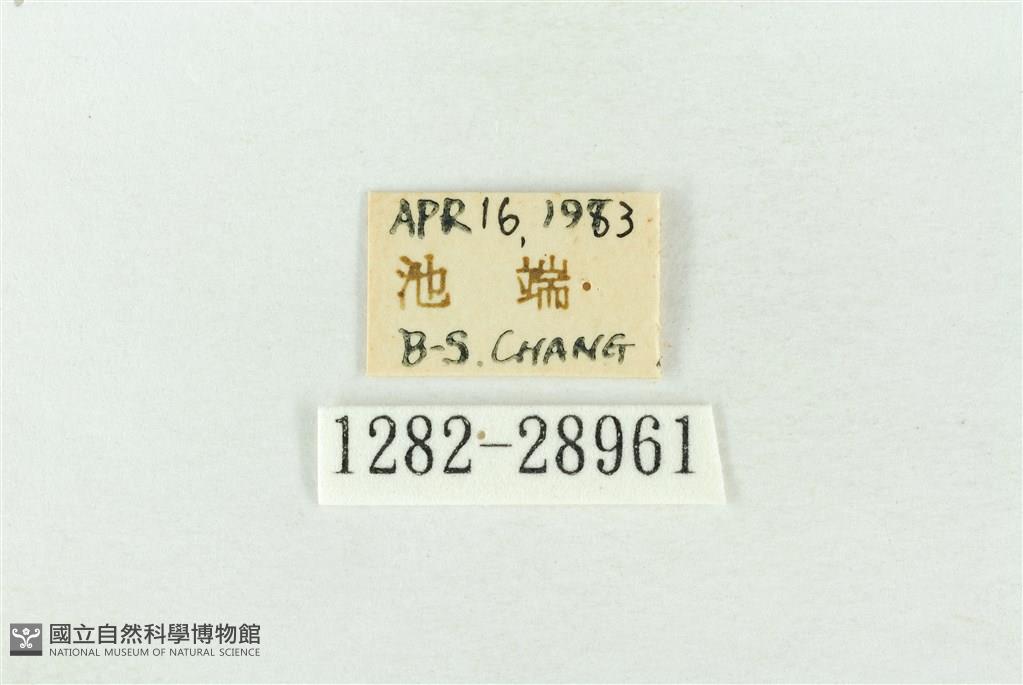 APR 16, 1983
池 端
B-S. CHANG
1282-28961
國立自然科學博物館
NATIONAL MUSEUM OF NATURAL SCIENCE